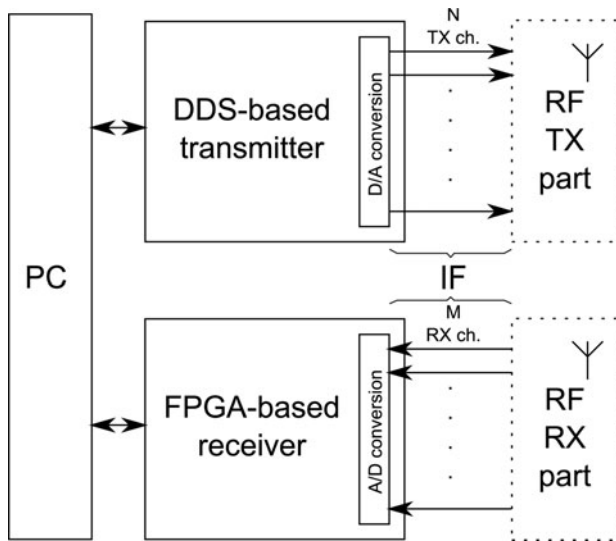 PC
DDS-based
transmitter
D/A conversion
N
TX ch.
RF
TX
part
IF
M
RX ch.
FPGA-based
receiver
A/D conversion
RF
RX
part